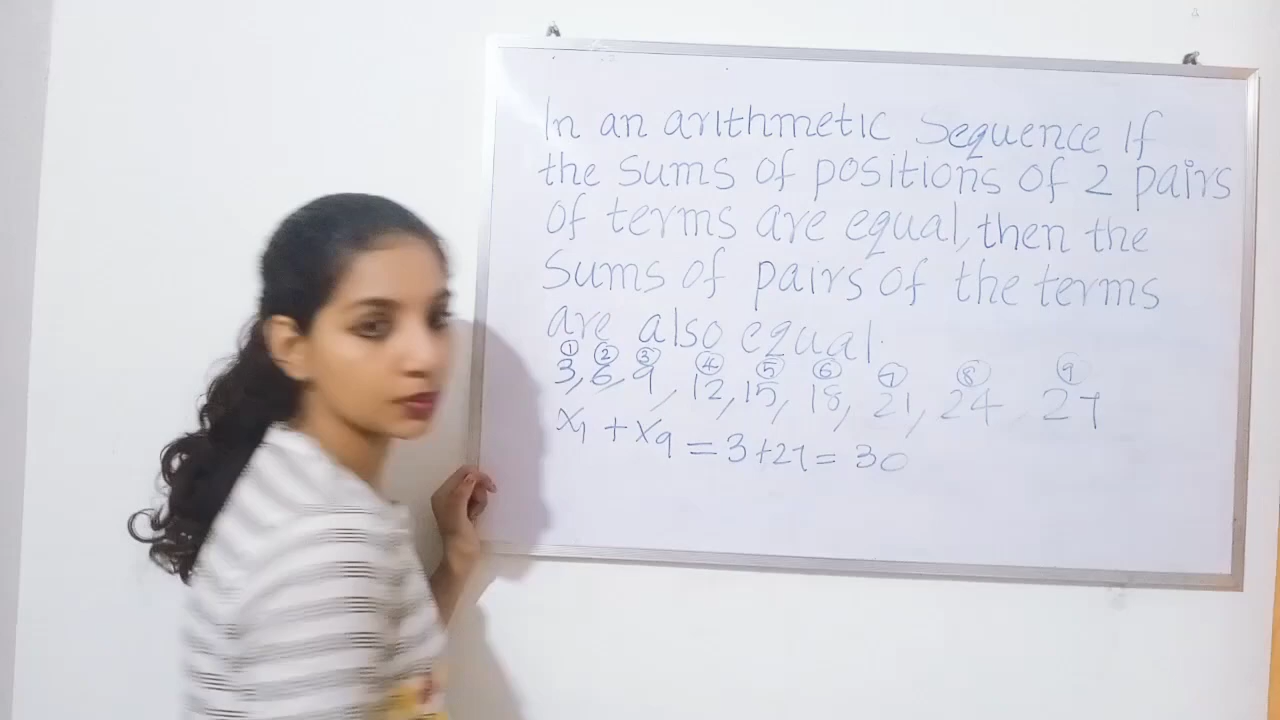 In an arithmetic Sequence If
the sums of positions of 2 pairs
of terms are equal, then the
Sums of pairs of the terms
are also equal.
① ② ③ ④ ⑤ ⑥ ⑦ ⑧ ⑨
3, 6, 9, 12, 15, 18, 21, 24, 27
x₁ + x₉ = 3+27 = 30